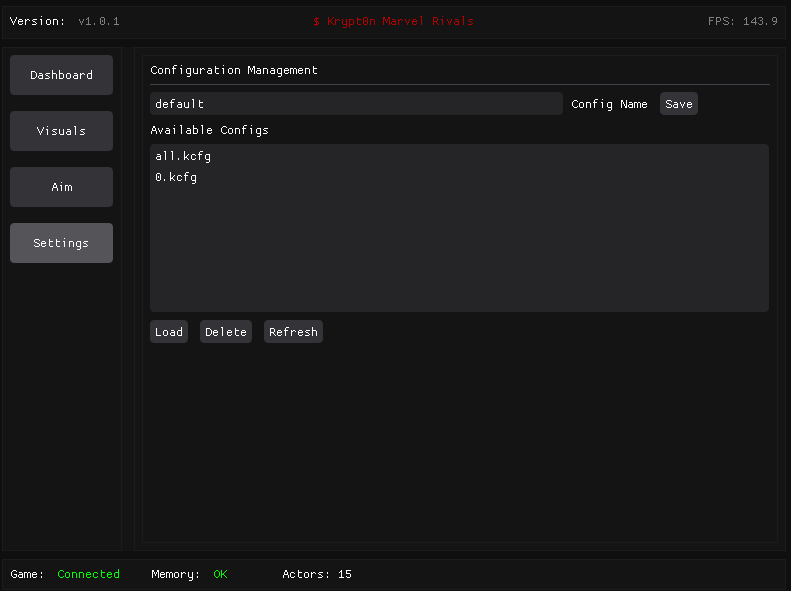 Version: v1.0.1 $ Krypt0n Marvel Rivals FPS: 143.9
Dashboard
Visuals
Aim
Settings
Configuration Management
default Config Name Save
Available Configs
all.kcfg
0.kcfg
Load Delete Refresh
Game: Connected Memory: OK Actors: 15